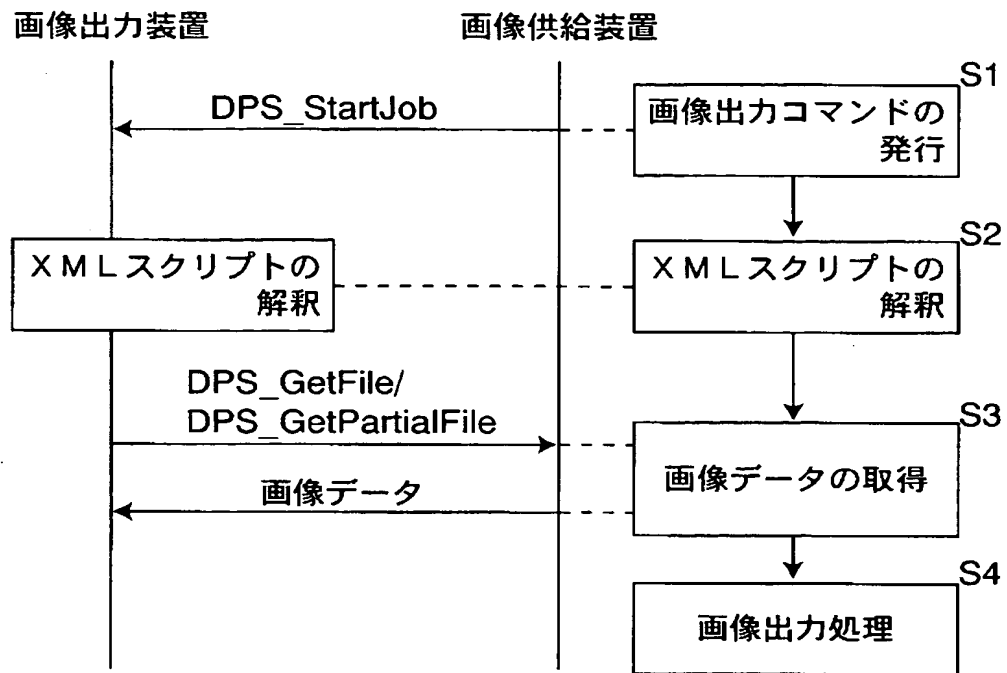 画像出力装置
画像供給装置
S1
DPS_StartJob
画像出力コマンドの
発行
S2
XMLスクリプトの
解釈
XMLスクリプトの
解釈
DPS_GetFile/
DPS_GetPartialFile
S3
画像データの取得
画像データ
S4
画像出力処理